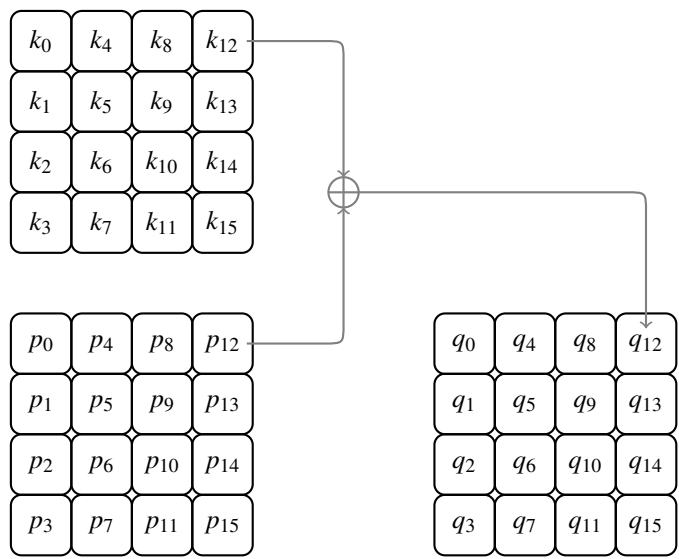 k₀ k₄ k₈ k₁₂
k₁ k₅ k₉ k₁₃
k₂ k₆ k₁₀ k₁₄
k₃ k₇ k₁₁ k₁₅
p₀ p₄ p₈ p₁₂
p₁ p₅ p₉ p₁₃
p₂ p₆ p₁₀ p₁₄
p₃ p₇ p₁₁ p₁₅
q₀ q₄ q₈ q₁₂
q₁ q₅ q₉ q₁₃
q₂ q₆ q₁₀ q₁₄
q₃ q₇ q₁₁ q₁₅